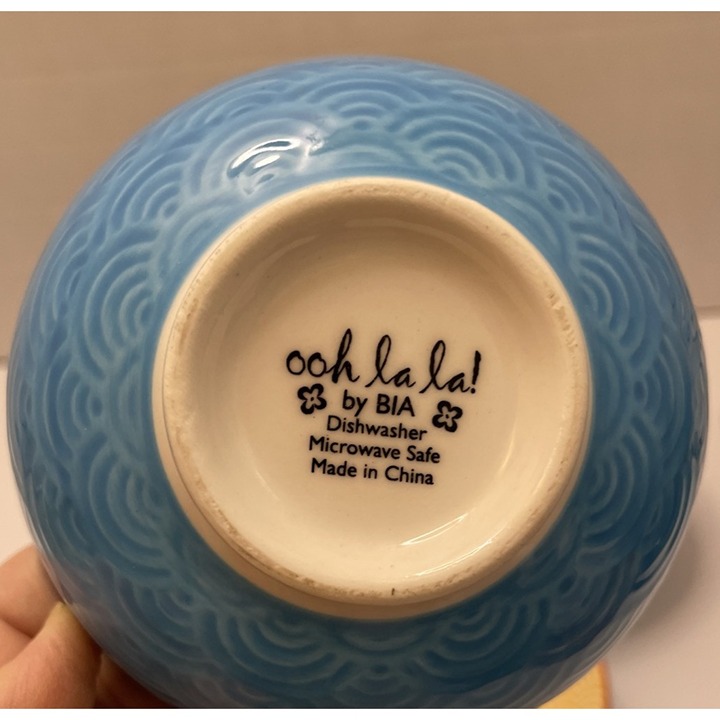 ooh la la!
by BIA
Dishwasher
Microwave Safe
Made in China